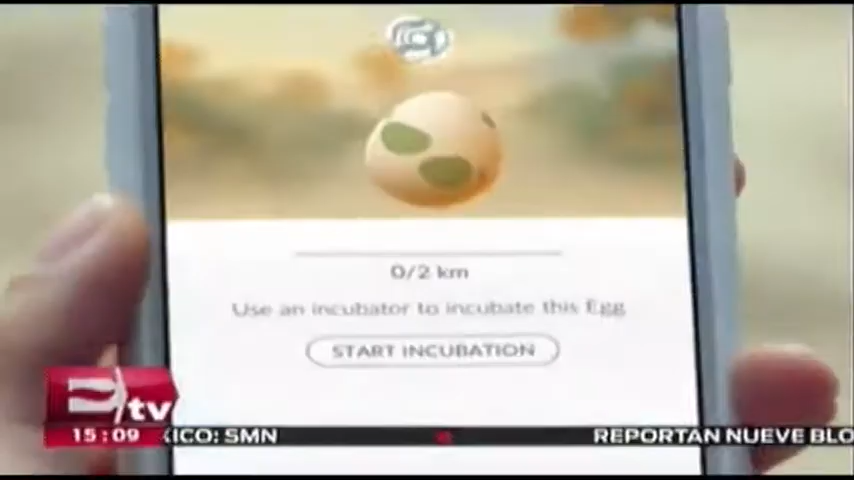 0/2 km
Use an incubator to incubate this Egg
START INCUBATION
tv
15:09 ICO: SMN REPORTAN NUEVE BLO